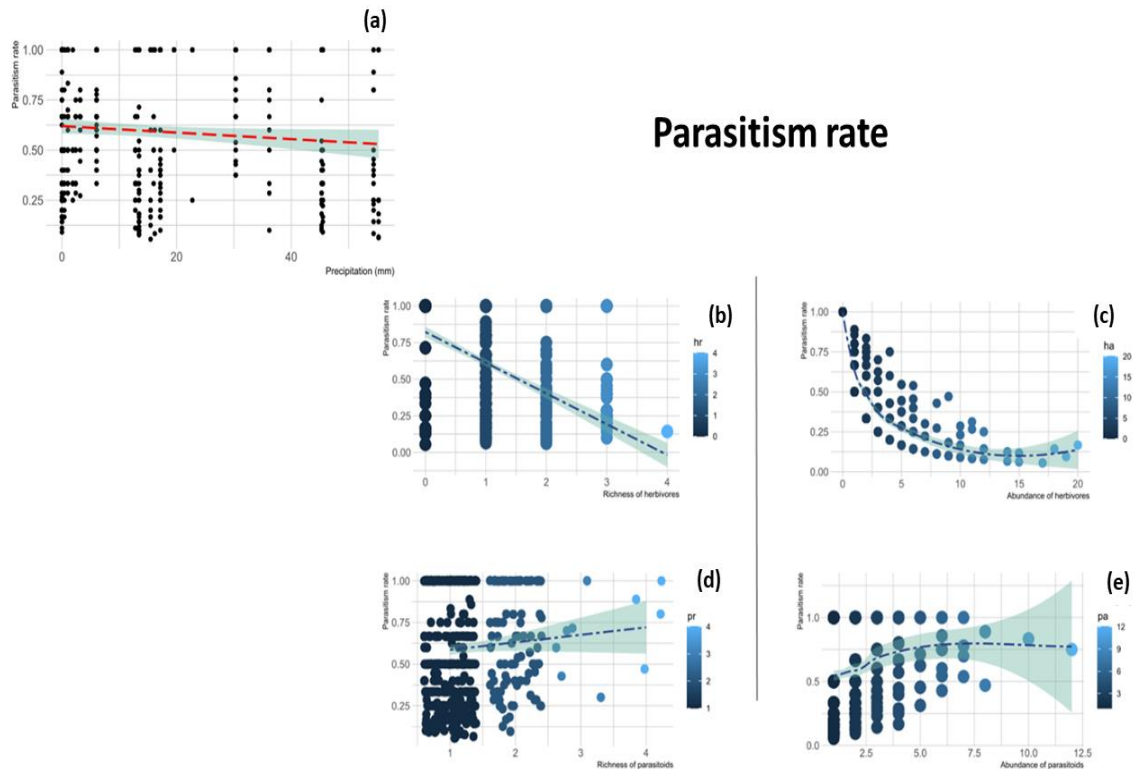 (a)
Parasitism rate
1.00
0.75
0.50
0.25
0 20 40
Precipitation (mm)
Parasitism rate
(b)
Parasitism rate
1.00
0.75
0.50
0.25
0.00
0 1 2 3 4
Richness of herbivores
hr
4
3
2
1
0
(c)
Parasitism rate
1.00
0.75
0.50
0.25
0.00
0 5 10 15 20
Abundance of herbivores
ha
20
15
10
5
0
(d)
Parasitism rate
1.00
0.75
0.50
0.25
1 2 3 4
Richness of parasitoids
pr
4
3
2
1
(e)
Parasitism rate
1.5
1.0
0.5
0.0
2.5 5.0 7.5 10.0 12.5
Abundance of parasitoids
pa
12
9
6
3